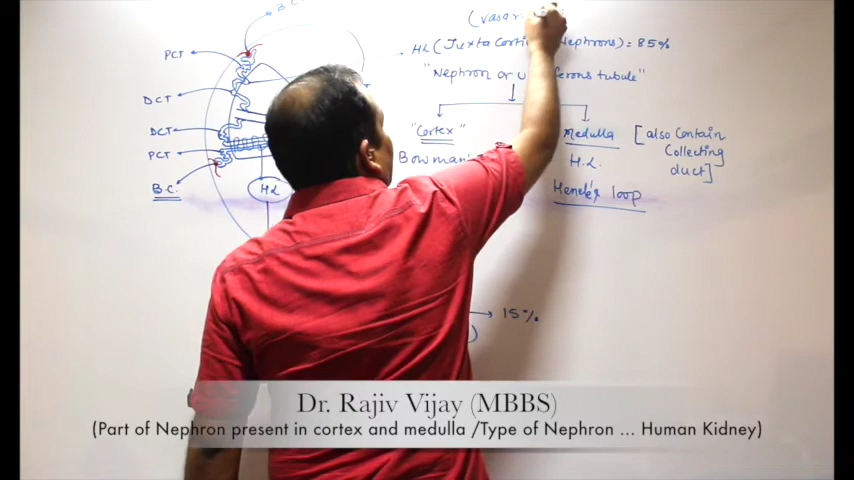 B.C.
PCT
DCT
DCT
PCT
B.C.
HL
(vasa r
HL (Juxta Corti Nephrons) = 85%
"Nephron or u ferous tubule"
"Cortex"
Medulla
[also Contain
Collecting
duct]
Bowman's
H.L.
Henle's loop
15%
)
Dr. Rajiv Vijay (MBBS)
(Part of Nephron present in cortex and medulla /Type of Nephron ... Human Kidney)